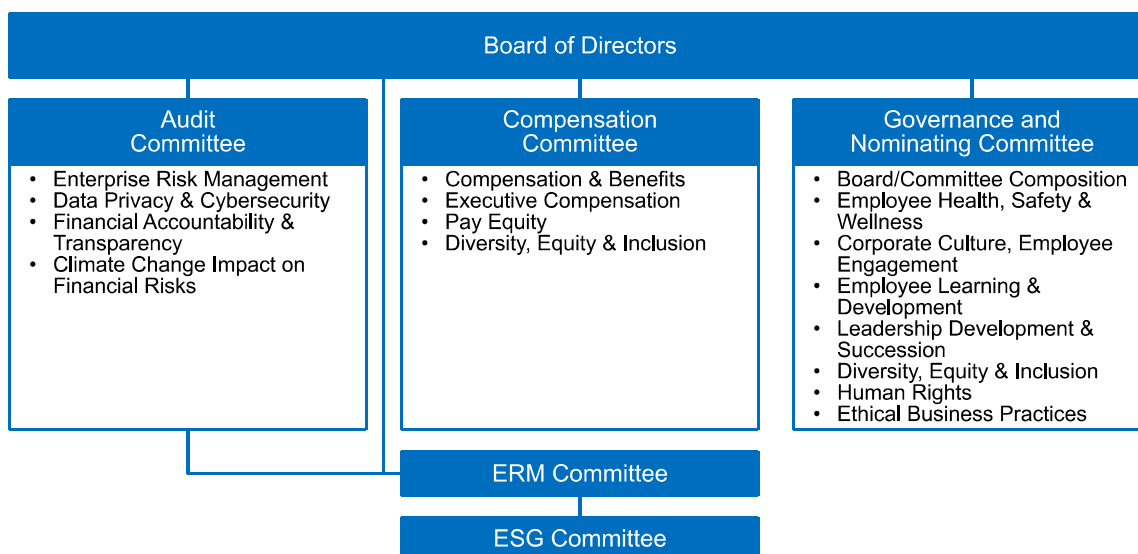 Board of Directors
Audit
Committee
• Enterprise Risk Management
• Data Privacy & Cybersecurity
• Financial Accountability &
Transparency
• Climate Change Impact on
Financial Risks
Compensation
Committee
• Compensation & Benefits
• Executive Compensation
• Pay Equity
• Diversity, Equity & Inclusion
Governance and
Nominating Committee
• Board/Committee Composition
• Employee Health, Safety &
Wellness
• Corporate Culture, Employee
Engagement
• Employee Learning &
Development
• Leadership Development &
Succession
• Diversity, Equity & Inclusion
• Human Rights
• Ethical Business Practices
ERM Committee
ESG Committee